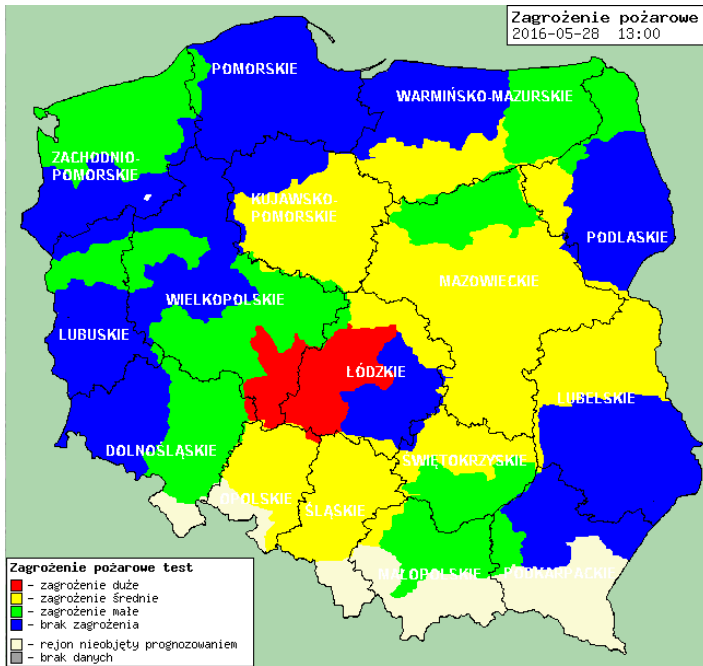 Zagrożenie pożarowe
2016-05-28 13:00
POMORSKIE
WARMIŃSKO-MAZURSKIE
ZACHODNIO-
POMORSKIE
KUJAWSKO-
POMORSKIE
PODLASKIE
MAZOWIECKIE
WIELKOPOLSKIE
LUBUSKIE
ŁÓDZKIE
LUBELSKIE
DOLNOŚLĄSKIE
ŚWIĘTOKRZYSKIE
OPOLSKIE
ŚLĄSKIE
MAŁOPOLSKIE
PODKARPACKIE
Zagrożenie pożarowe test
- zagrożenie duże
- zagrożenie średnie
- zagrożenie małe
- brak zagrożenia
- rejon nieobjęty prognozowaniem
- brak danych